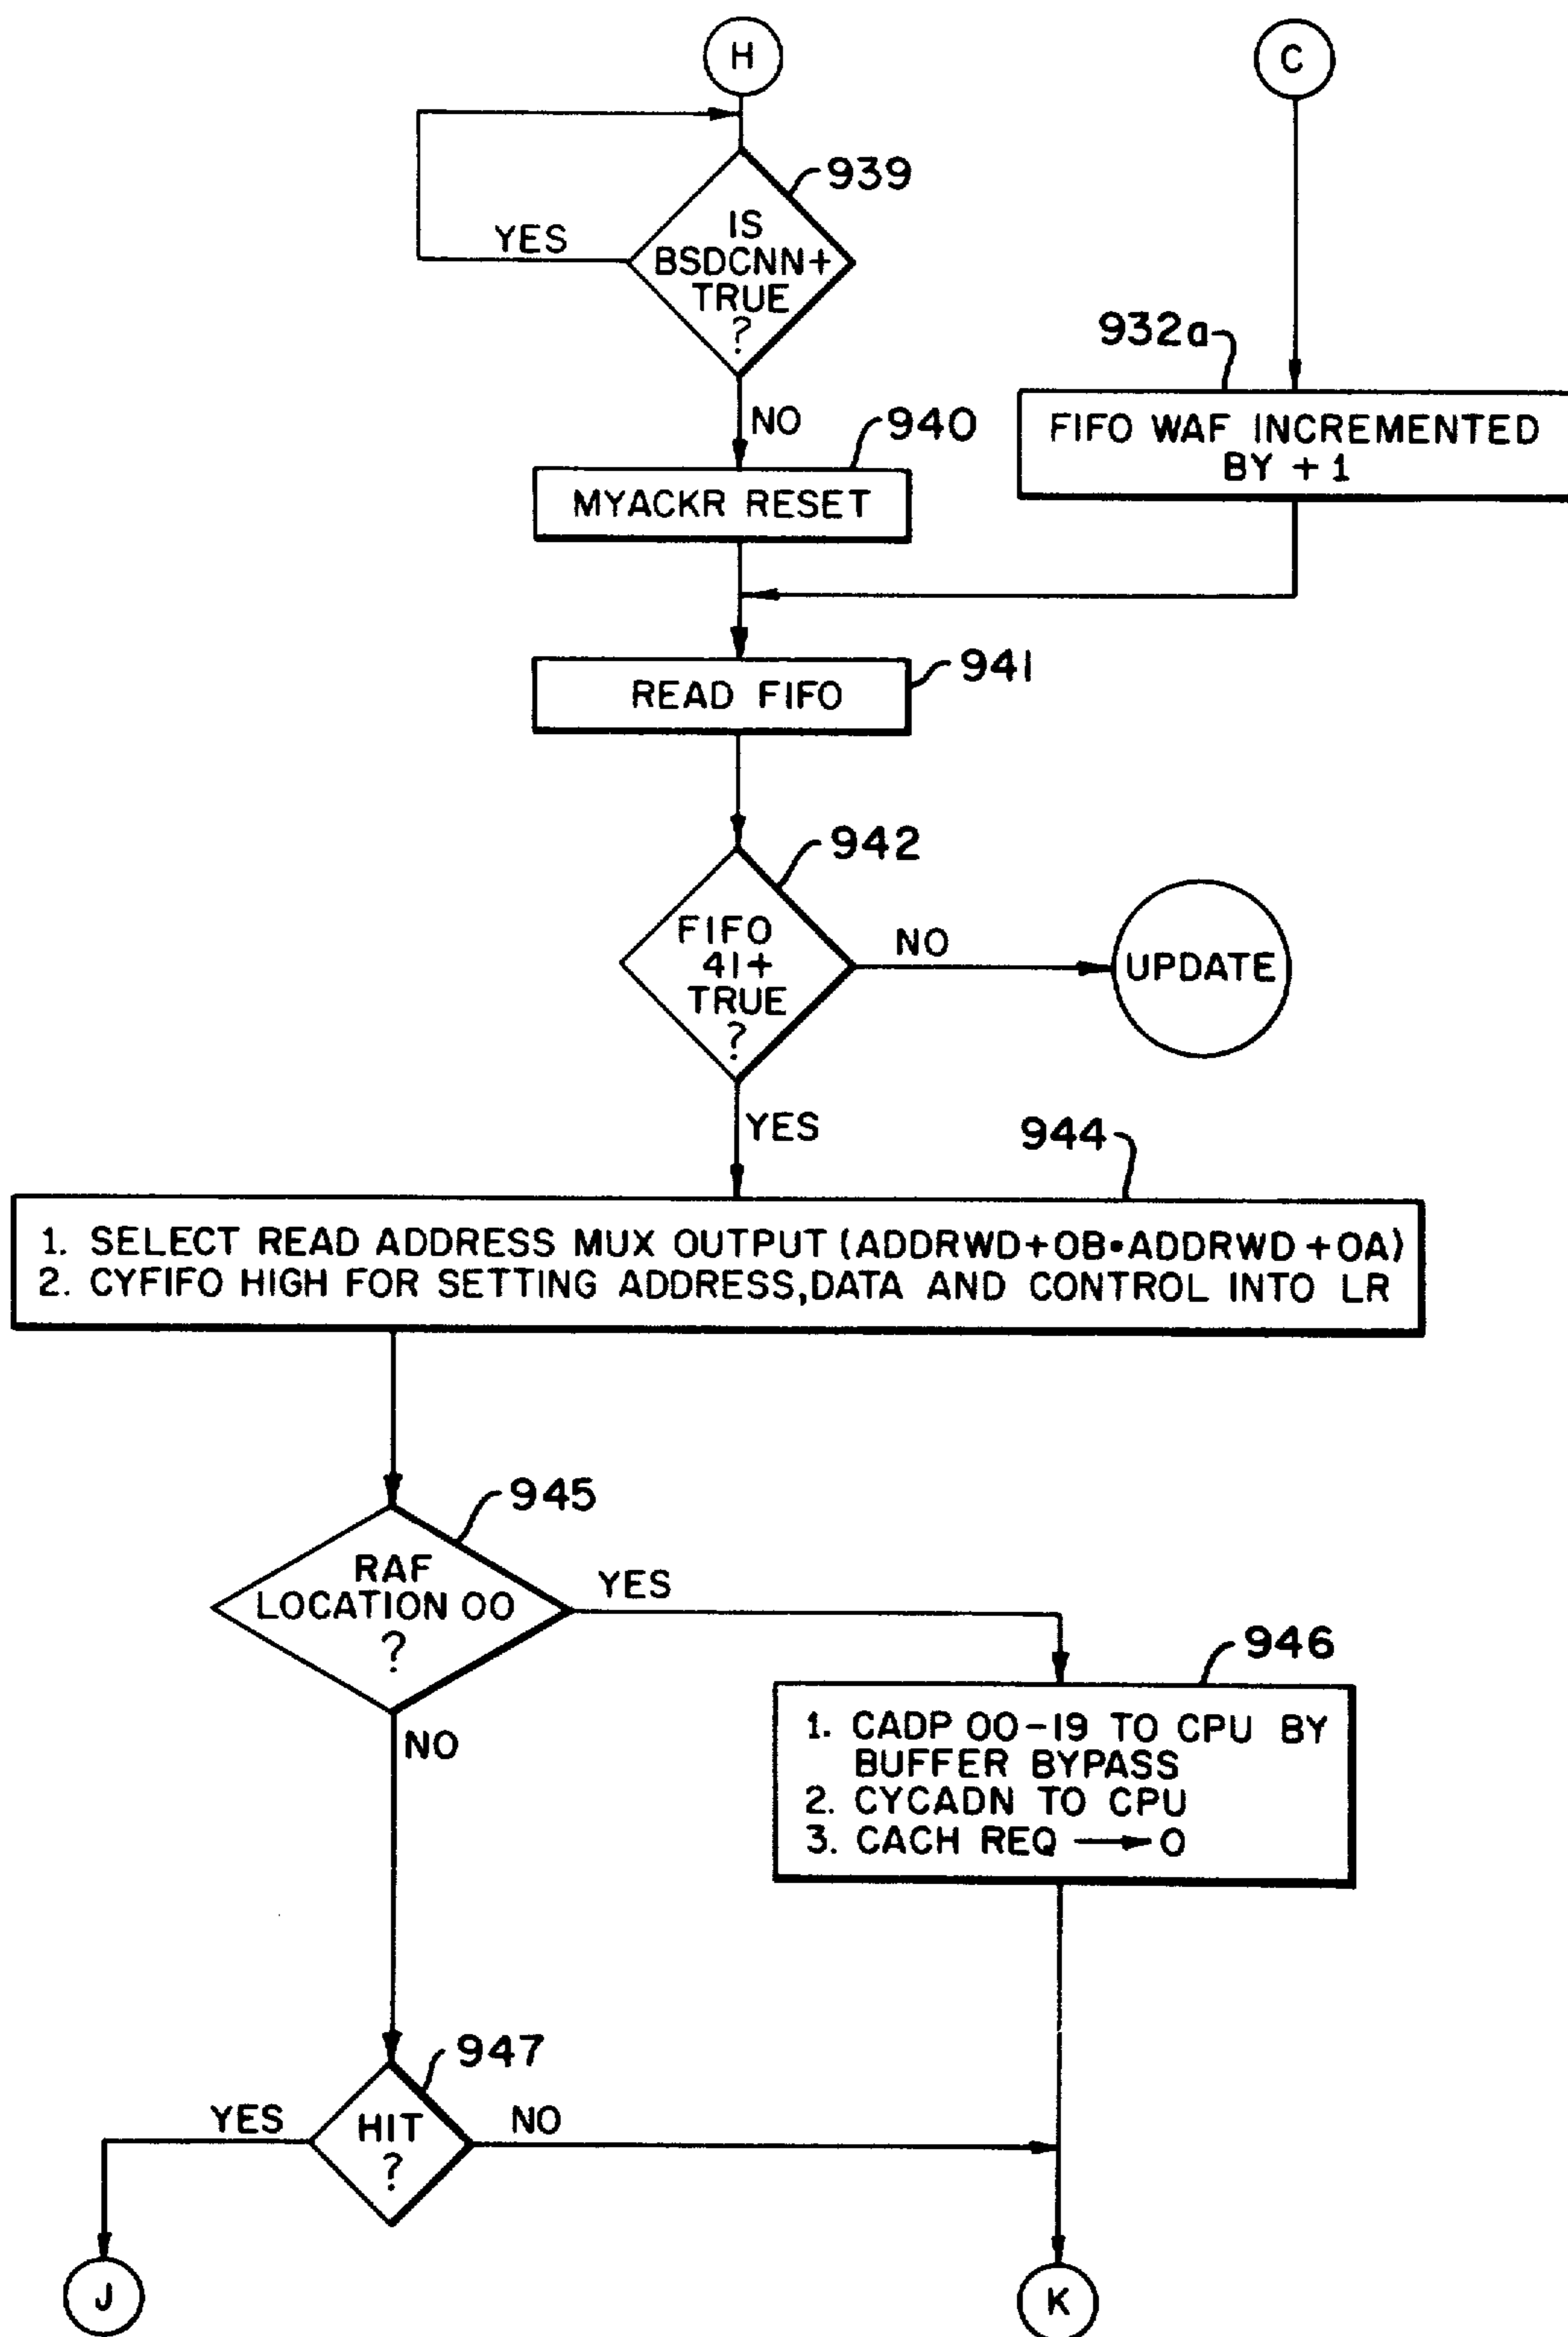 H
C
939
IS
BSDCNN+
TRUE
?
YES
NO
932a
FIFO WAF INCREMENTED
BY +1
940
MYACKR RESET
941
READ FIFO
942
FIFO
41+
TRUE
?
NO
UPDATE
YES
944
1. SELECT READ ADDRESS MUX OUTPUT (ADDRWD+OB•ADDRWD+OA)
2. CYFIFO HIGH FOR SETTING ADDRESS,DATA AND CONTROL INTO LR
945
RAF
LOCATION 00
?
YES
NO
946
1. CADP 00-19 TO CPU BY
BUFFER BYPASS
2. CYCADN TO CPU
3. CACH REQ → 0
947
HIT
?
YES
NO
J
K